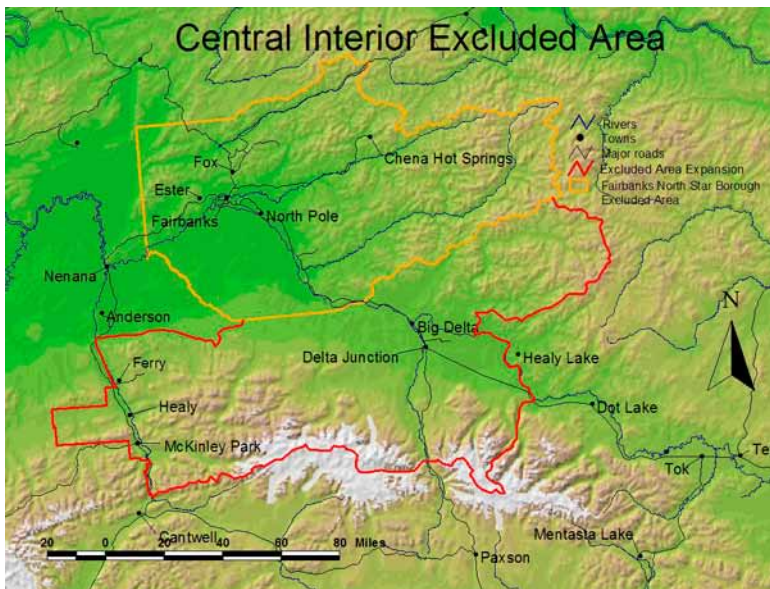 Central Interior Excluded Area
Rivers
Towns
Major roads
Excluded Area Expansion
Fairbanks North Star Borough
Excluded Area
Fox
Chena Hot Springs
Ester
Fairbanks
North Pole
Nenana
Anderson
Big Delta
N
Delta Junction
Healy Lake
Ferry
Healy
Dot Lake
McKinley Park
Tok
Te
Cantwell
Mentasta Lake
Paxson
20 0 20 40 60 80 Miles